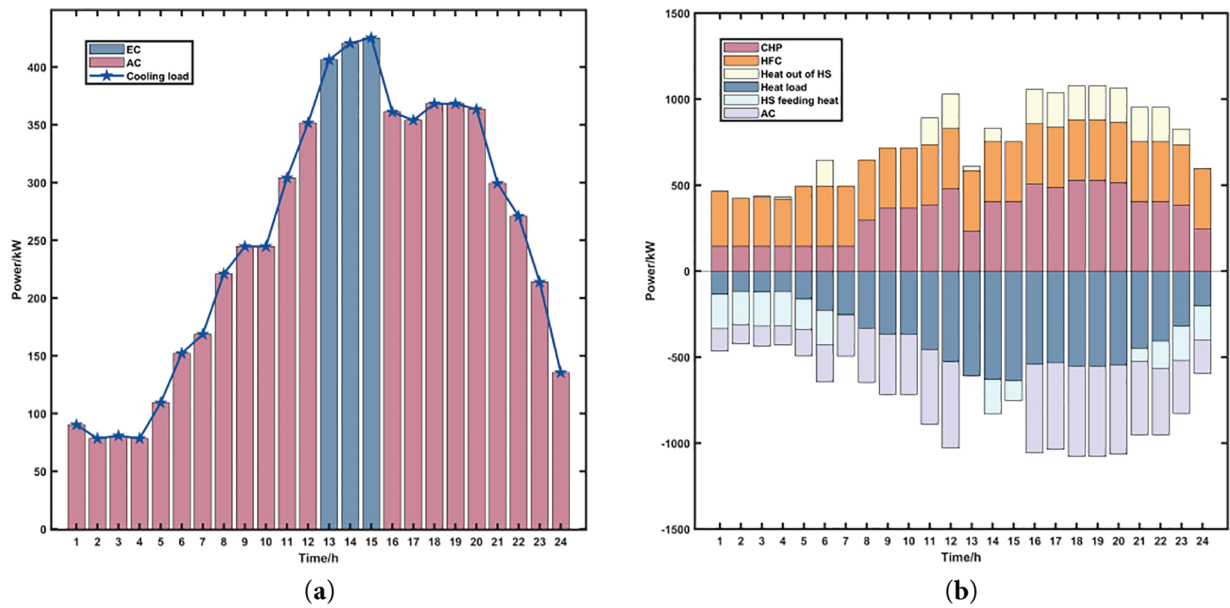 EC
AC
Cooling load
Power/kW
400
350
300
250
200
150
100
50
0
1 2 3 4 5 6 7 8 9 10 11 12 13 14 15 16 17 18 19 20 21 22 23 24
Time/h
(a)
CHP
HFC
Heat out of HS
Heat load
HS feeding heat
AC
Power/kW
1500
1000
500
0
-500
-1000
-1500
1 2 3 4 5 6 7 8 9 10 11 12 13 14 15 16 17 18 19 20 21 22 23 24
Time/h
(b)